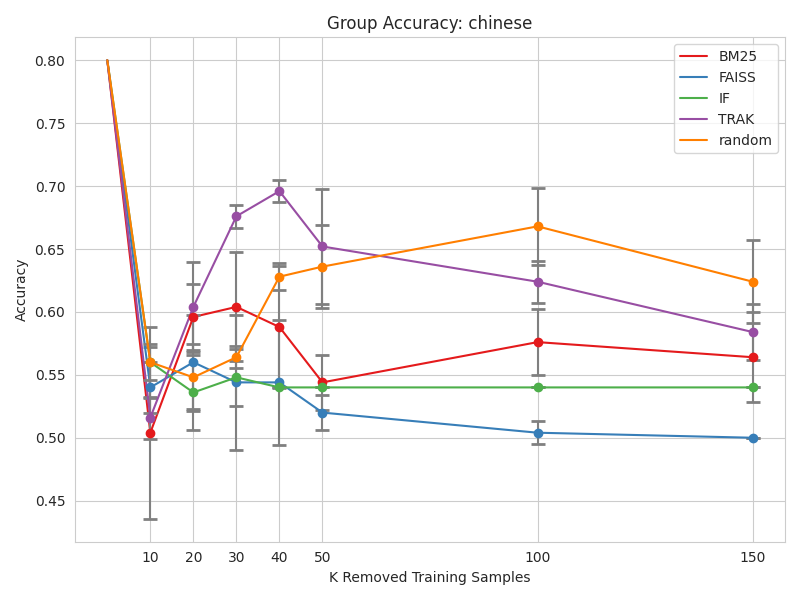 Group Accuracy: chinese
Accuracy
0.80
0.75
0.70
0.65
0.60
0.55
0.50
0.45
BM25
FAISS
IF
TRAK
random
10 20 30 40 50 100 150
K Removed Training Samples